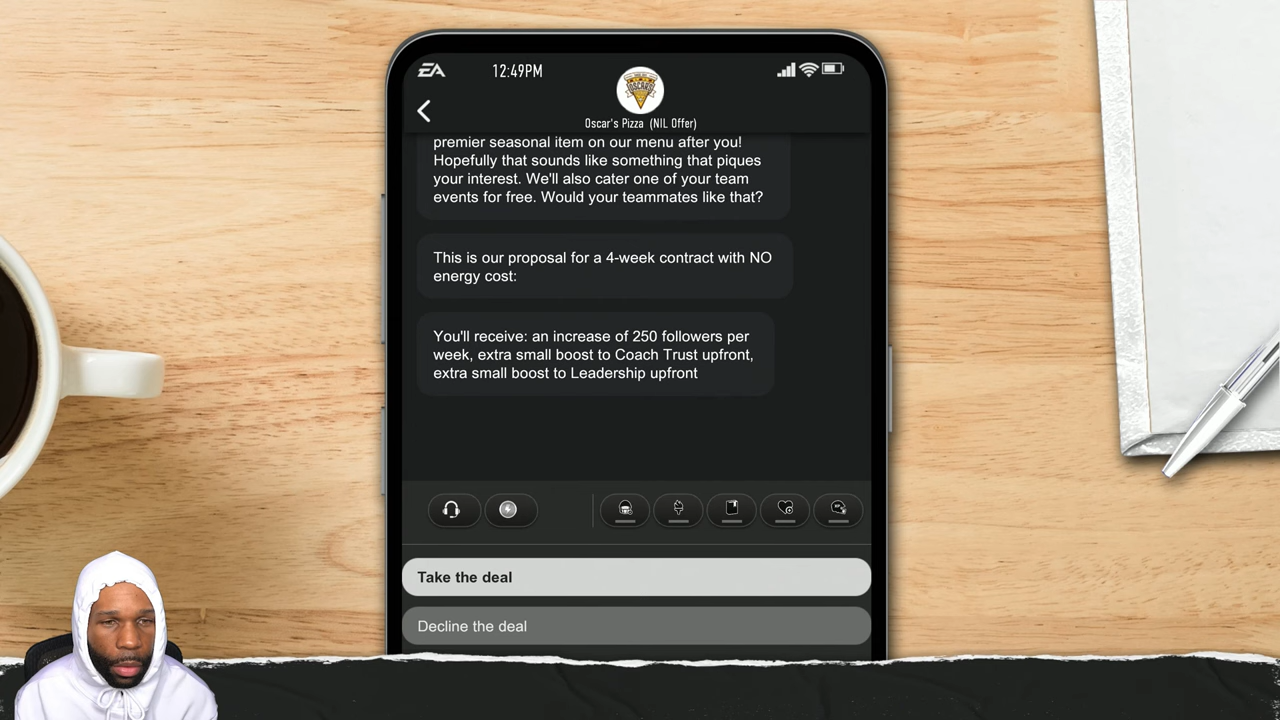 EA
12:49PM
OSCAR'S
Oscar's Pizza (NIL Offer)
premier seasonal item on our menu after you!
Hopefully that sounds like something that piques
your interest. We'll also cater one of your team
events for free. Would your teammates like that?
This is our proposal for a 4-week contract with NO
energy cost:
You'll receive: an increase of 250 followers per
week, extra small boost to Coach Trust upfront,
extra small boost to Leadership upfront
Take the deal
Decline the deal